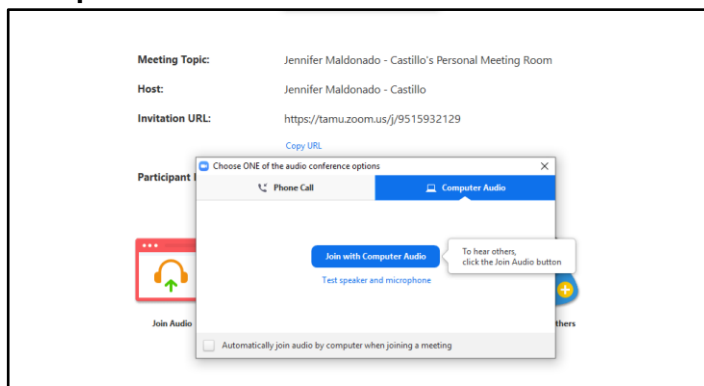 Meeting Topic: Jennifer Maldonado - Castillo's Personal Meeting Room
Host: Jennifer Maldonado - Castillo
Invitation URL: https://tamu.zoom.us/j/9515932129
Copy URL
Participant
Choose ONE of the audio conference options
Phone Call Computer Audio
Join with Computer Audio
To hear others,
click the Join Audio button
Test speaker and microphone
Join Audio
Automatically join audio by computer when joining a meeting